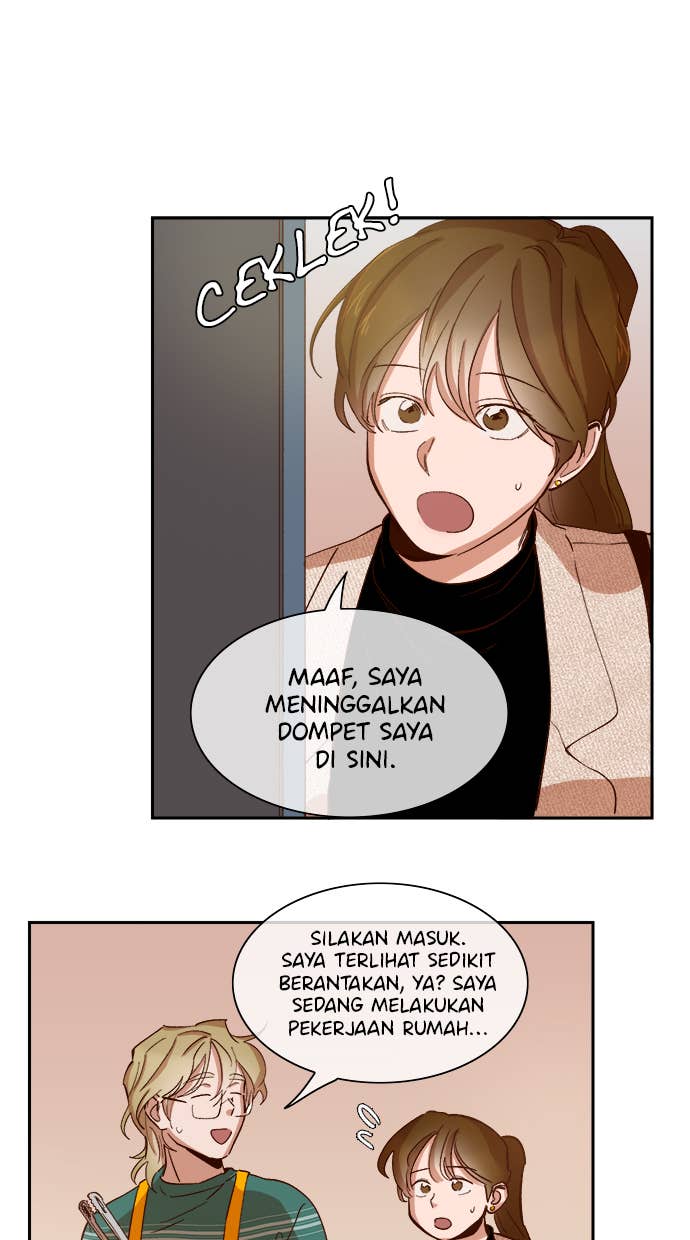 CEKLEK!
MAAF, SAYA
MENINGGALKAN
DOMPET SAYA
DI SINI.
SILAKAN MASUK.
SAYA TERLIHAT SEDIKIT
BERANTAKAN, YA? SAYA
SEDANG MELAKUKAN
PEKERJAAN RUMAH...